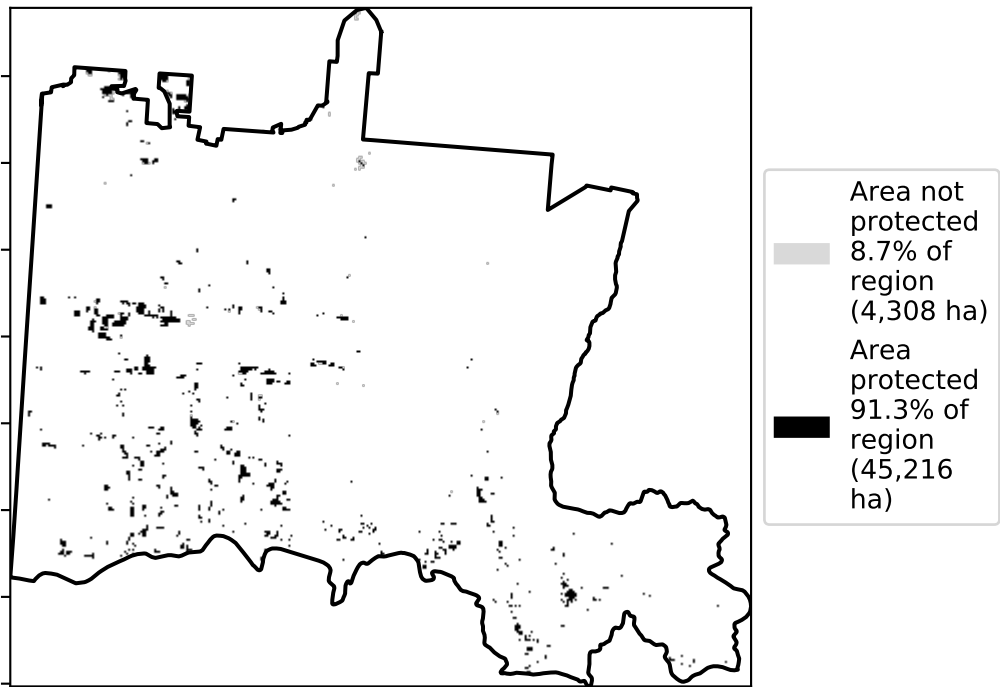 Area not
protected
8.7% of
region
(4,308 ha)
Area
protected
91.3% of
region
(45,216
ha)